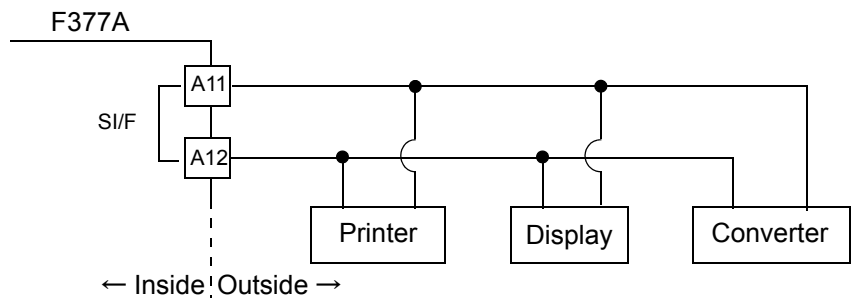 F377A
A11
SI/F
A12
Printer
Display
Converter
← Inside Outside →